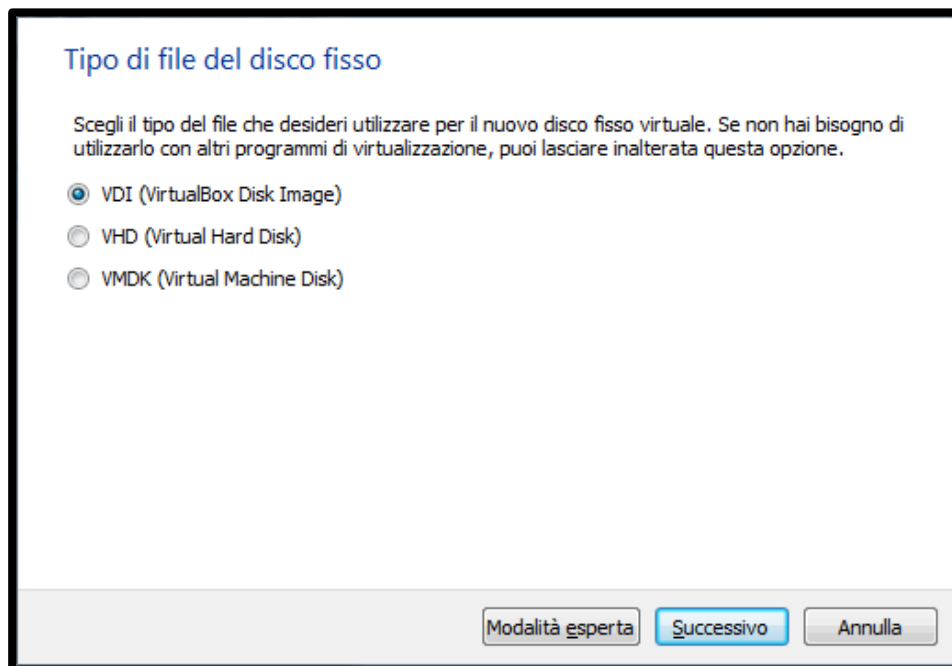 Tipo di file del disco fisso
Scegli il tipo del file che desideri utilizzare per il nuovo disco fisso virtuale. Se non hai bisogno di
utilizzarlo con altri programmi di virtualizzazione, puoi lasciare inalterata questa opzione.
VDI (VirtualBox Disk Image)
VHD (Virtual Hard Disk)
VMDK (Virtual Machine Disk)
Modalità esperta Successivo Annulla